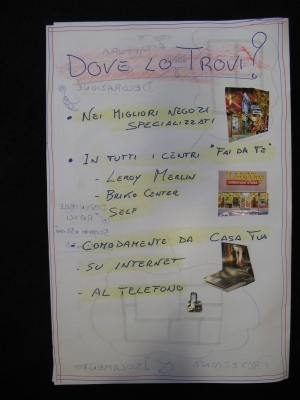 DOVE LO TROVI?
• NEI MIGLIORI NEGOZI
SPECIALIZZATI
• IN TUTTI I CENTRI "FAI DA TE"
- LEROY MERLIN
- BRIKO CENTER
- SELF
• COMODAMENTE DA CASA TUA
- SU INTERNET
- AL TELEFONO